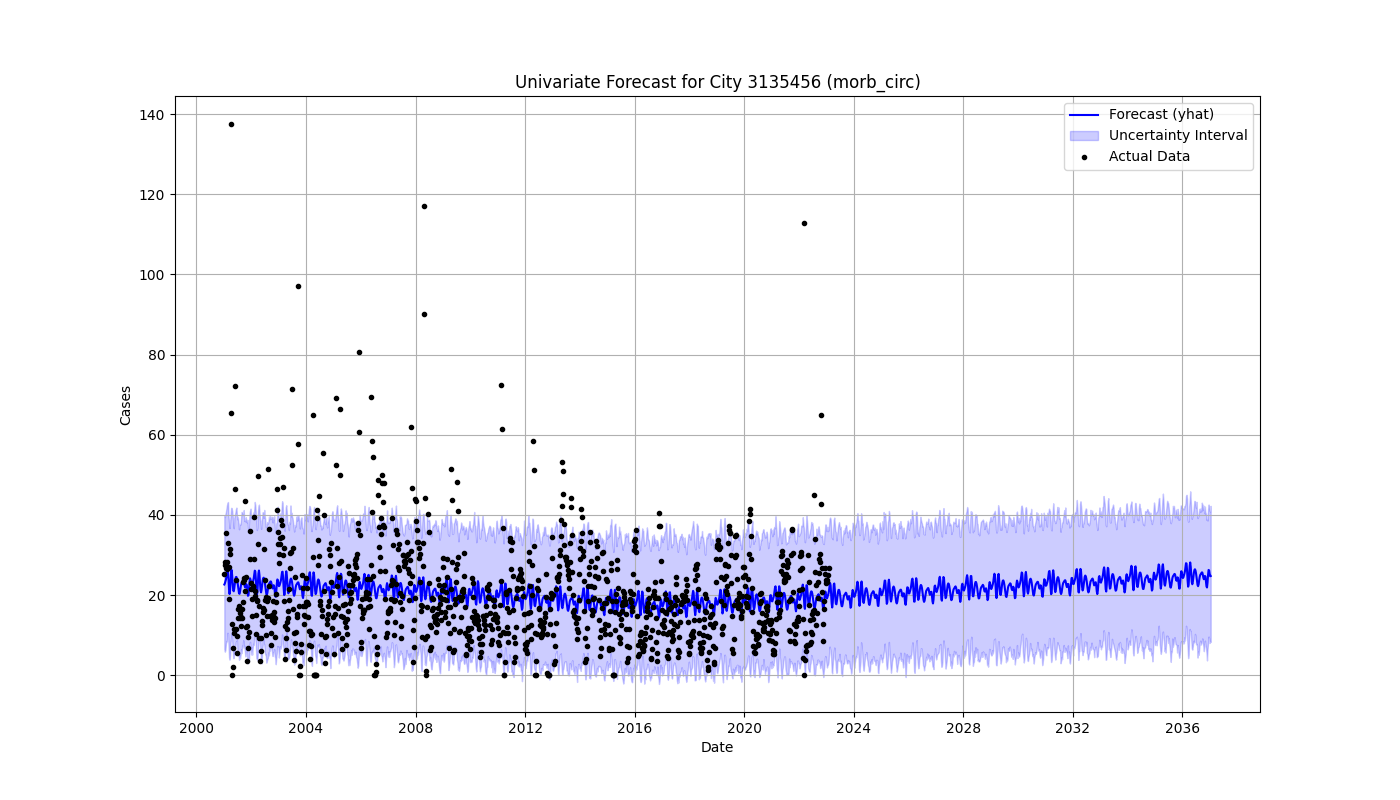 Univariate Forecast for City 3135456 (morb_circ)
Forecast (yhat)
Uncertainty Interval
Actual Data
140
120
100
80
60
40
20
0
Cases
2000 2004 2008 2012 2016 2020 2024 2028 2032 2036
Date